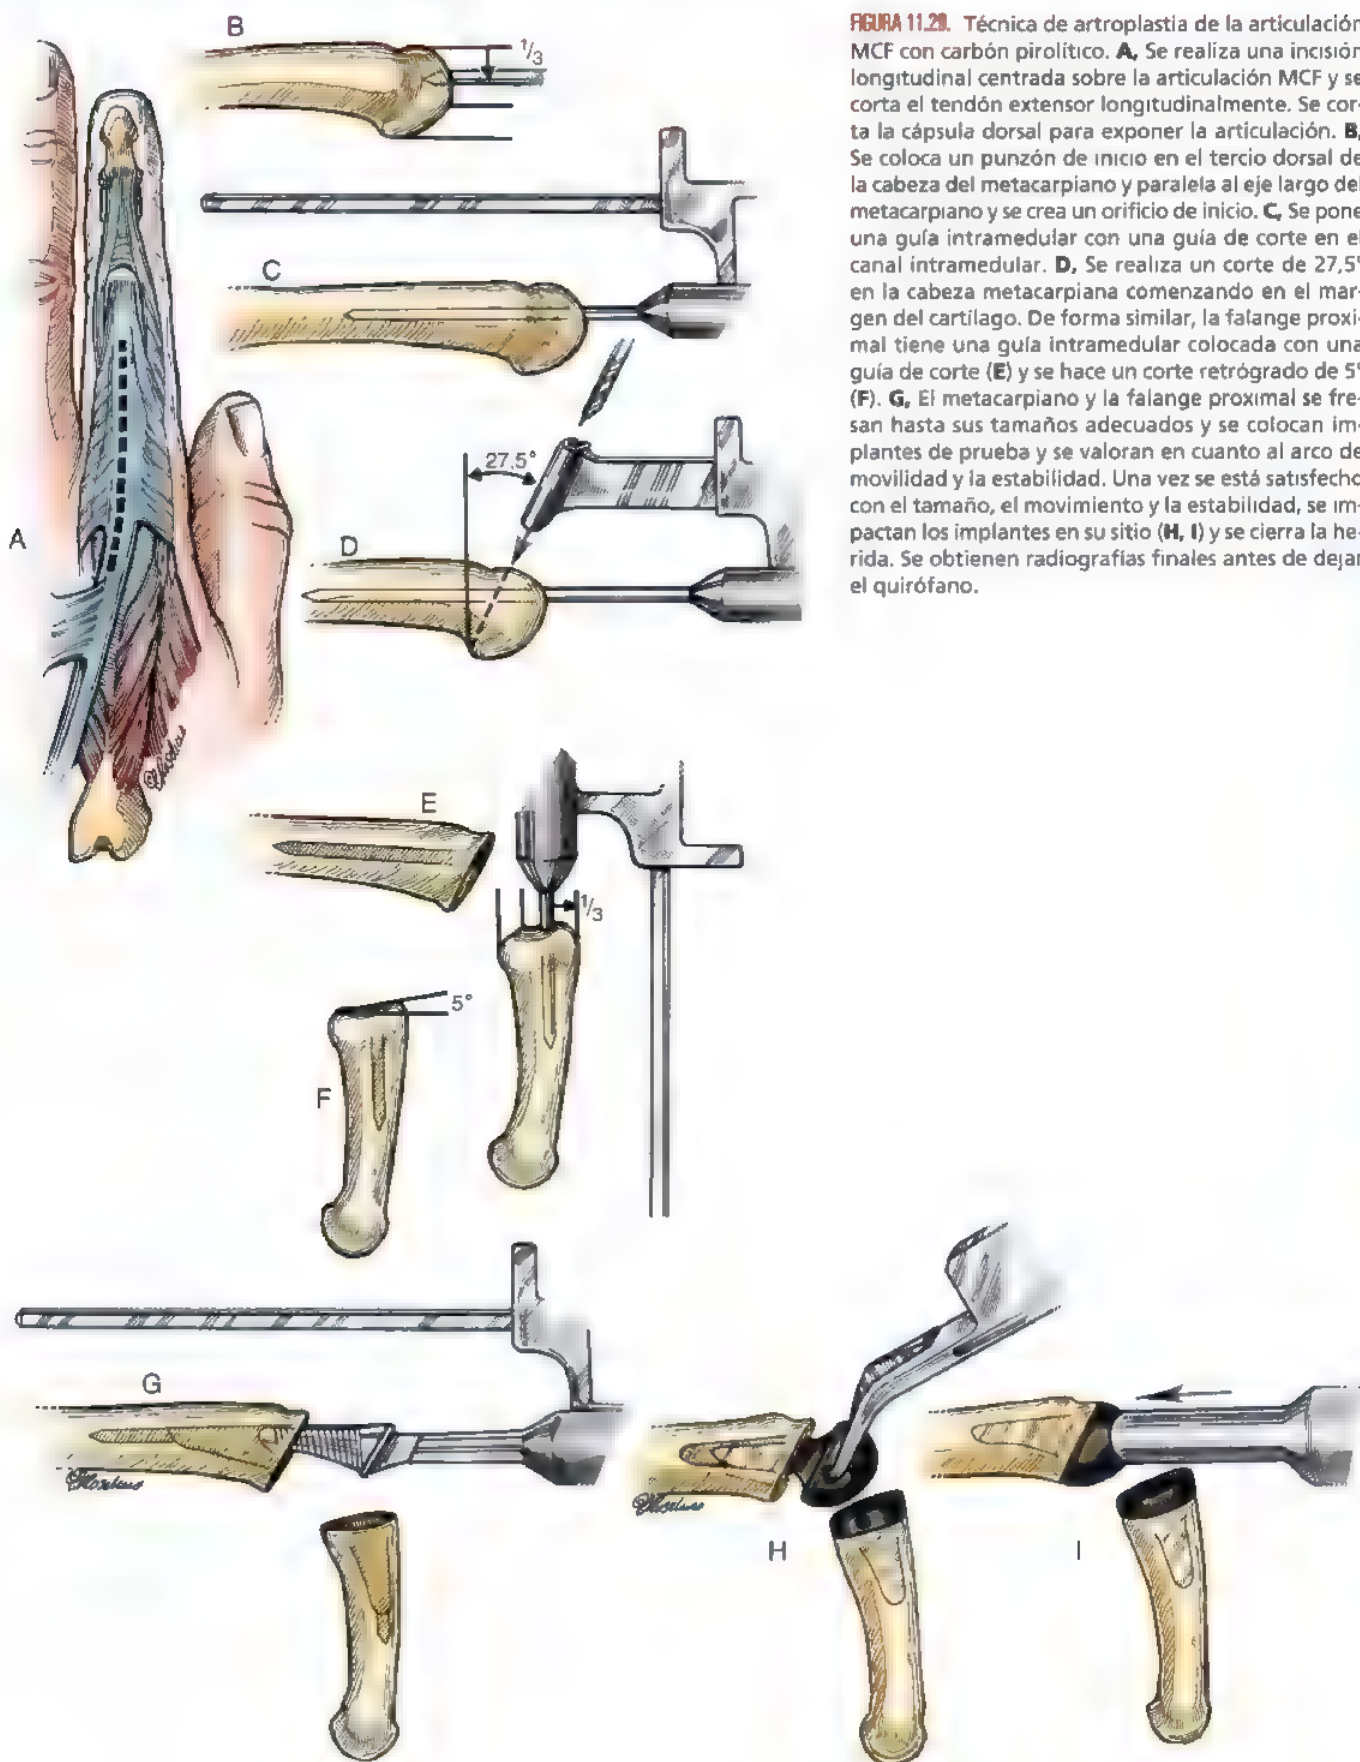 FIGURA 11.29. Técnica de artroplastia de la articulación
MCF con carbón pirolítico. A, Se realiza una incisión
longitudinal centrada sobre la articulación MCF y se
corta el tendón extensor longitudinalmente. Se cor-
ta la cápsula dorsal para exponer la articulación. B,
Se coloca un punzón de inicio en el tercio dorsal de
la cabeza del metacarpiano y paralela al eje largo del
metacarpiano y se crea un orificio de inicio. C, Se pone
una guía intramedular con una guía de corte en el
canal intramedular. D, Se realiza un corte de 27,5°
en la cabeza metacarpiana comenzando en el mar-
gen del cartílago. De forma similar, la falange proxi-
mal tiene una guía intramedular colocada con una
guía de corte (E) y se hace un corte retrógrado de 5°
(F). G, El metacarpiano y la falange proximal se fre-
san hasta sus tamaños adecuados y se colocan im-
plantes de prueba y se valoran en cuanto al arco de
movilidad y la estabilidad. Una vez se está satisfecho
con el tamaño, el movimiento y la estabilidad, se im-
pactan los implantes en su sitio (H, I) y se cierra la he-
rida. Se obtienen radiografías finales antes de dejar
el quirófano.
B
1/3
C
27,5°
A
D
E
1/3
5°
F
G
H
I